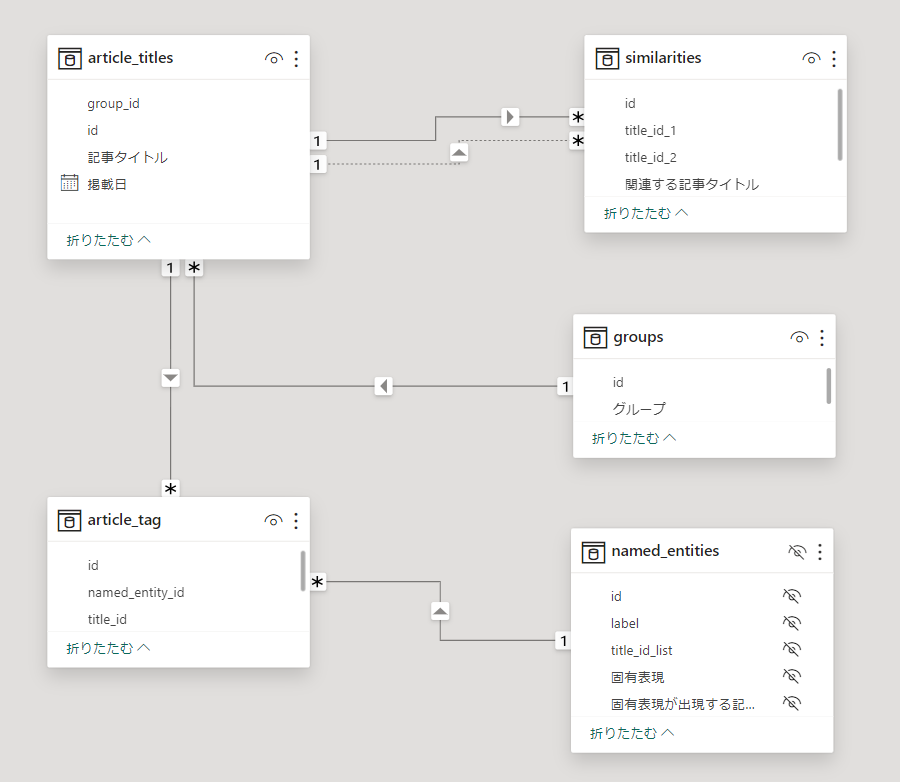 article_titles
group_id
id
記事タイトル
掲載日
折りたたむ
similarities
id
title_id_1
title_id_2
関連する記事タイトル
折りたたむ
1
*
1
*
1
*
groups
id
グループ
折りたたむ
1
*
article_tag
id
named_entity_id
title_id
折りたたむ
*
named_entities
id
label
title_id_list
固有表現
固有表現が出現する記...
折りたたむ
1